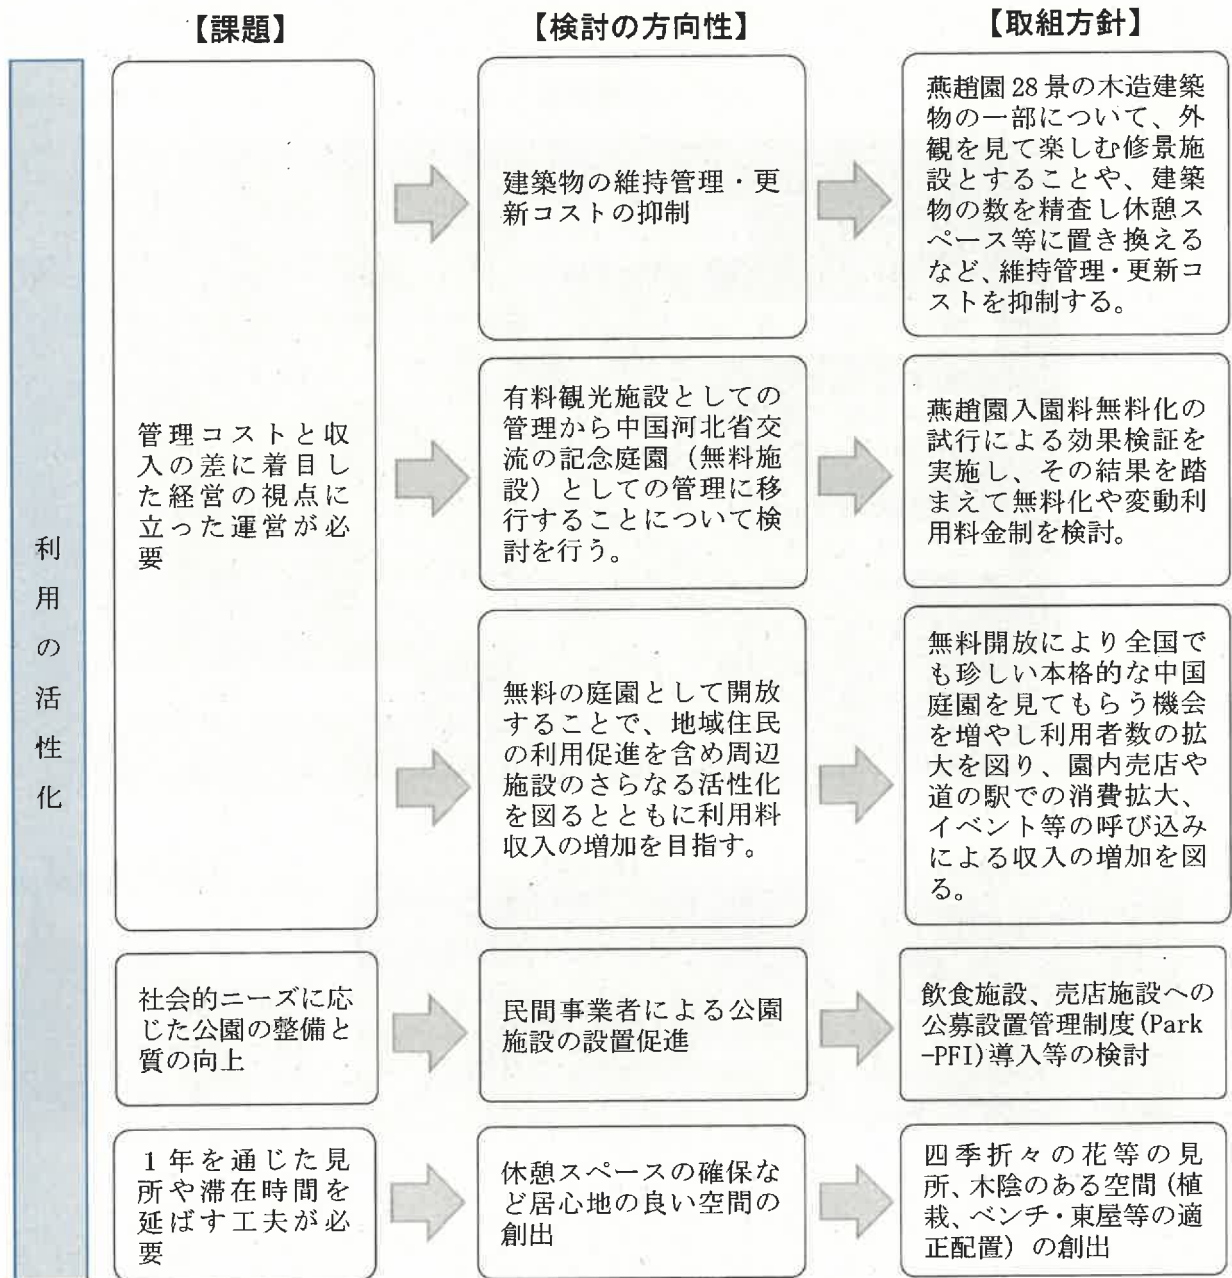 【課題】
【検討の方向性】
【取組方針】
利
用
の
活
性
化
管理コストと収
入の差に着目し
た経営の視点に
立った運営が必
要
建築物の維持管理・更
新コストの抑制
燕趙園 28 景の木造建築
物の一部について、外
観を見て楽しむ修景施
設とすることや、建築
物の数を精査し休憩ス
ペース等に置き換える
など、維持管理・更新コ
ストを抑制する。
有料観光施設としての
管理から中国河北省交
流の記念庭園（無料施
設）としての管理に移
行することについて検
討を行う。
燕趙園入園料無料化の
試行による効果検証を
実施し、その結果を踏
まえて無料化や変動利
用料金制を検討。
無料の庭園として開放
することで、地域住民
の利用促進を含め周辺
施設のさらなる活性化
を図るとともに利用料
収入の増加を目指す。
無料開放により全国で
も珍しい本格的な中国
庭園を見てもらう機会
を増やし利用者数の拡
大を図り、園内売店や
道の駅での消費拡大、
イベント等の呼び込み
による収入の増加を図
る。
社会的ニーズに応
じた公園の整備と
質の向上
民間事業者による公園
施設の設置促進
飲食施設、売店施設への
公募設置管理制度(Park
-PFI)導入等の検討
1 年を通じた見
所や滞在時間を
延ばす工夫が必
要
休憩スペースの確保な
ど居心地の良い空間の
創出
四季折々の花等の見
所、木陰のある空間（植
栽、ベンチ・東屋等の適
正配置）の創出